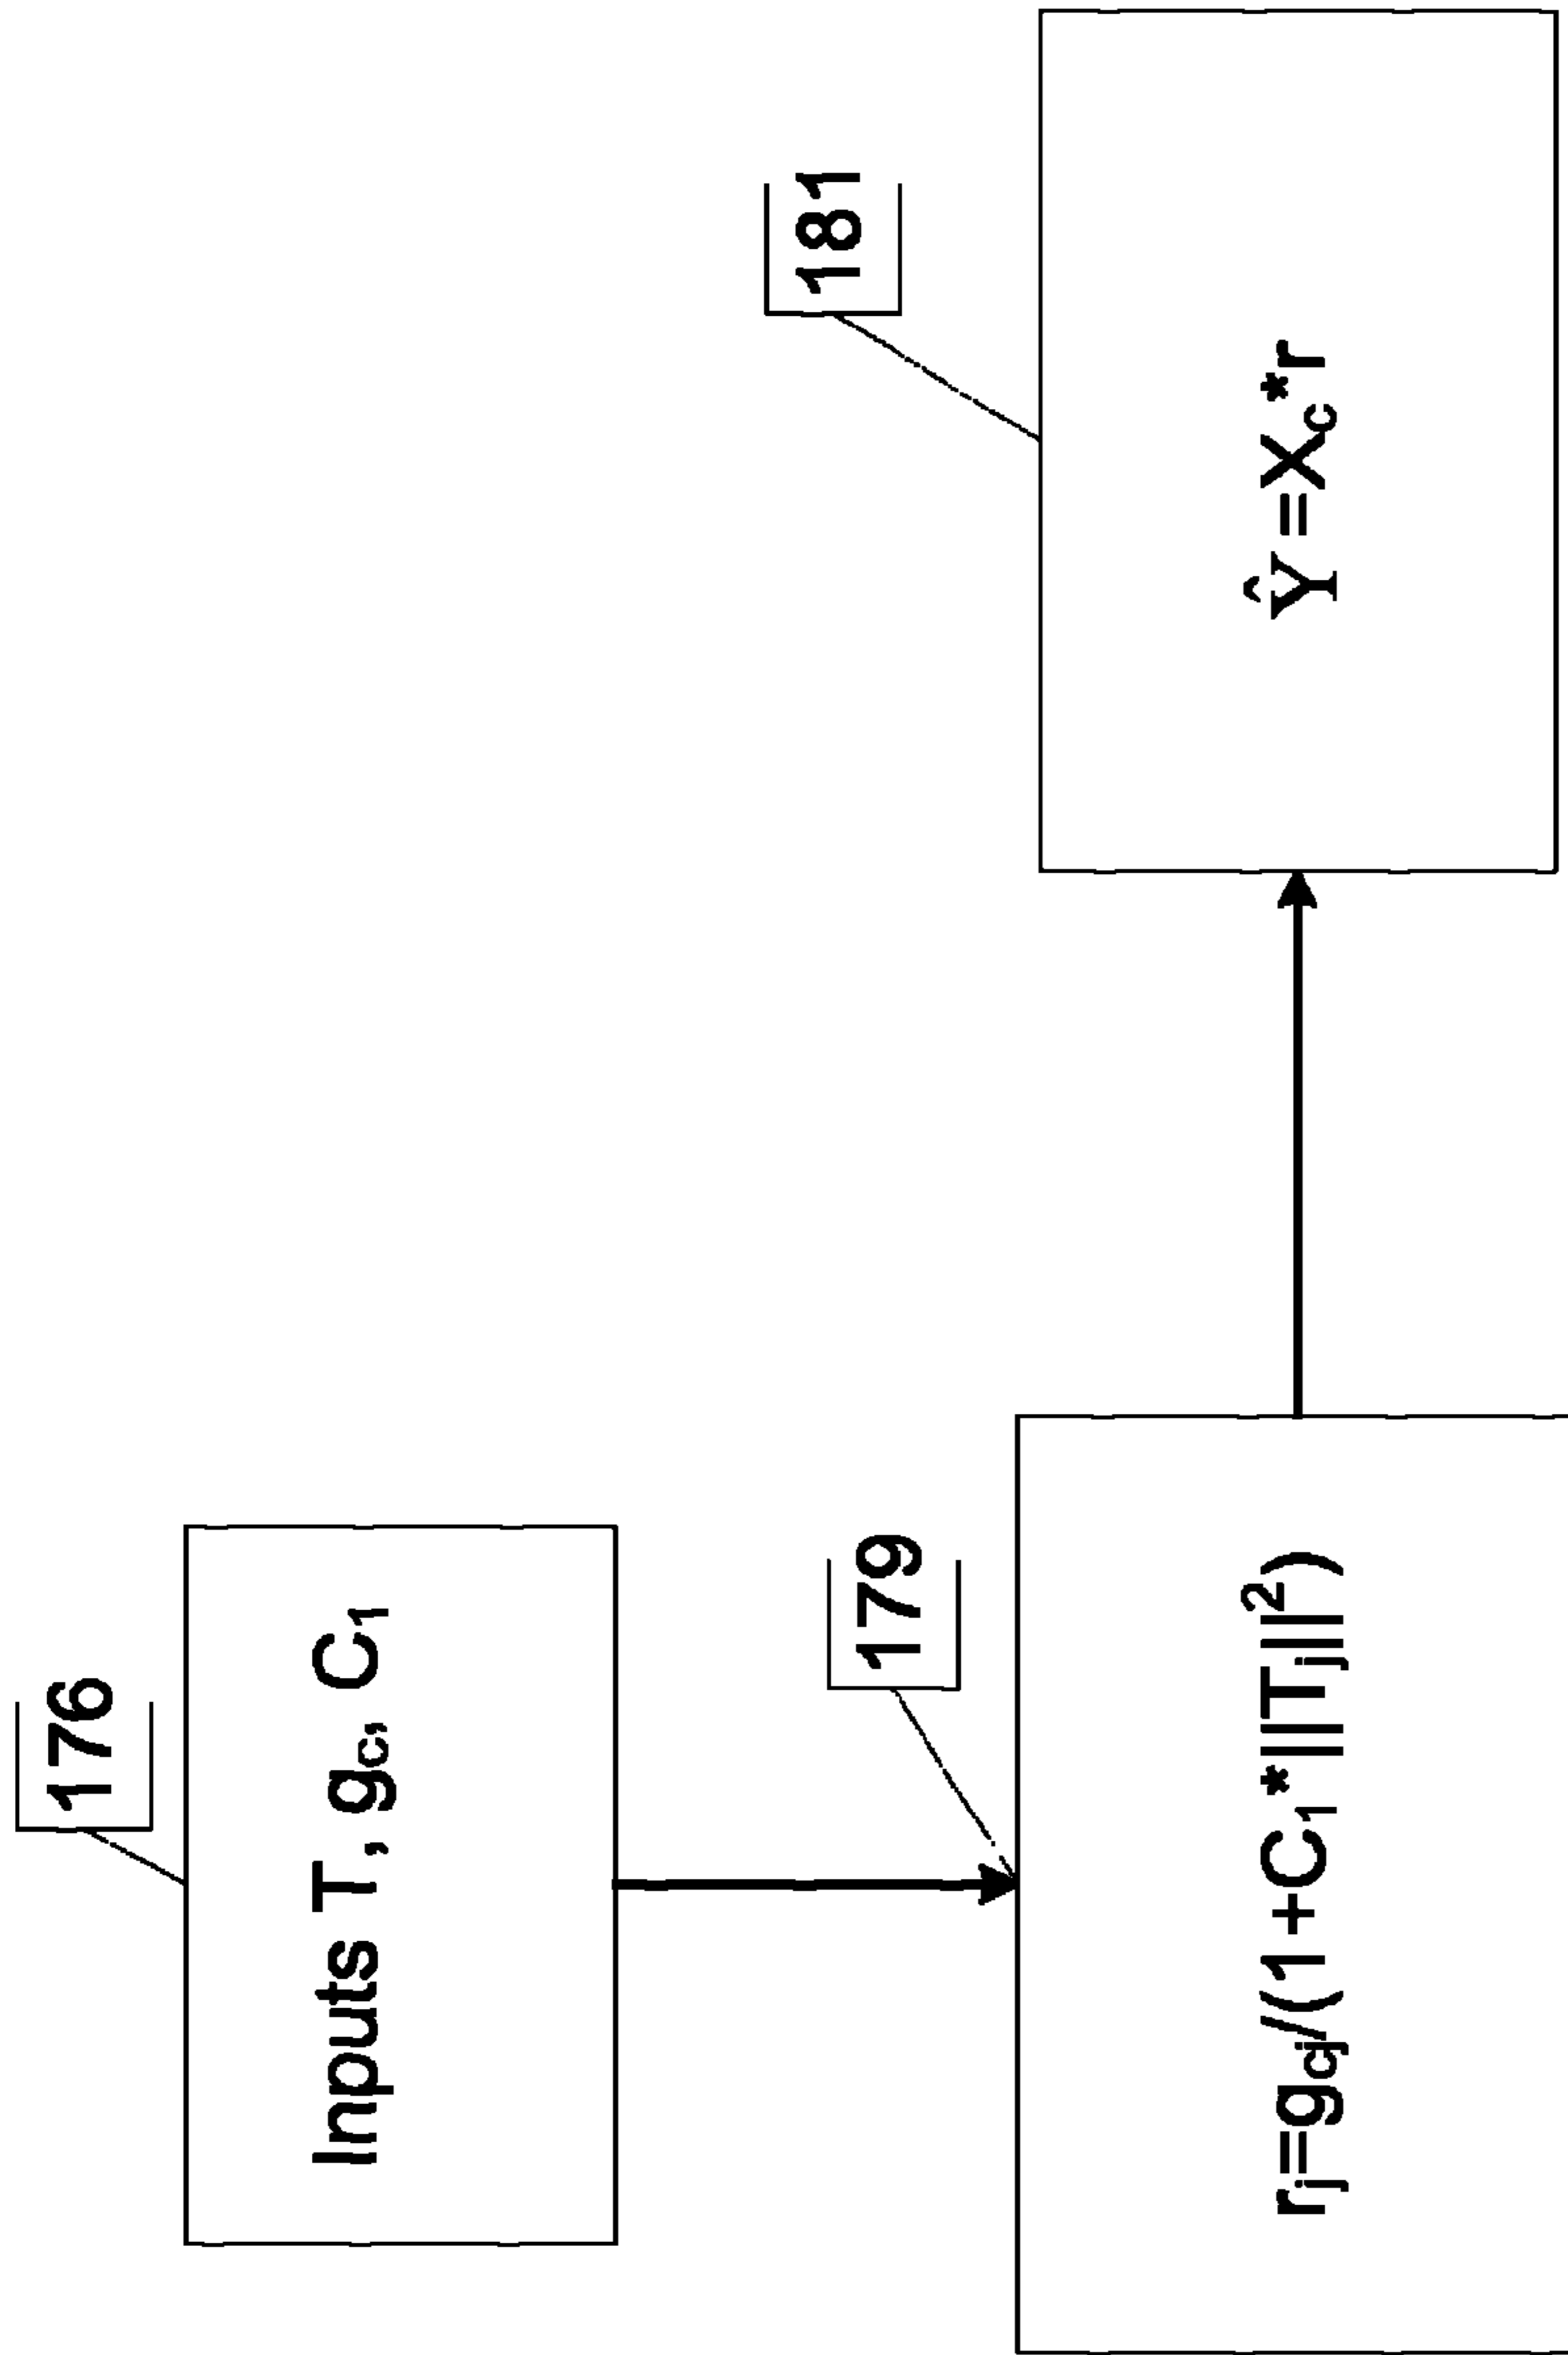 176
Inputs T, g_c, C_1
179
r_j=g_cj/(1+C_1*||T_j||^2)
181
Ŷ=X_c*r